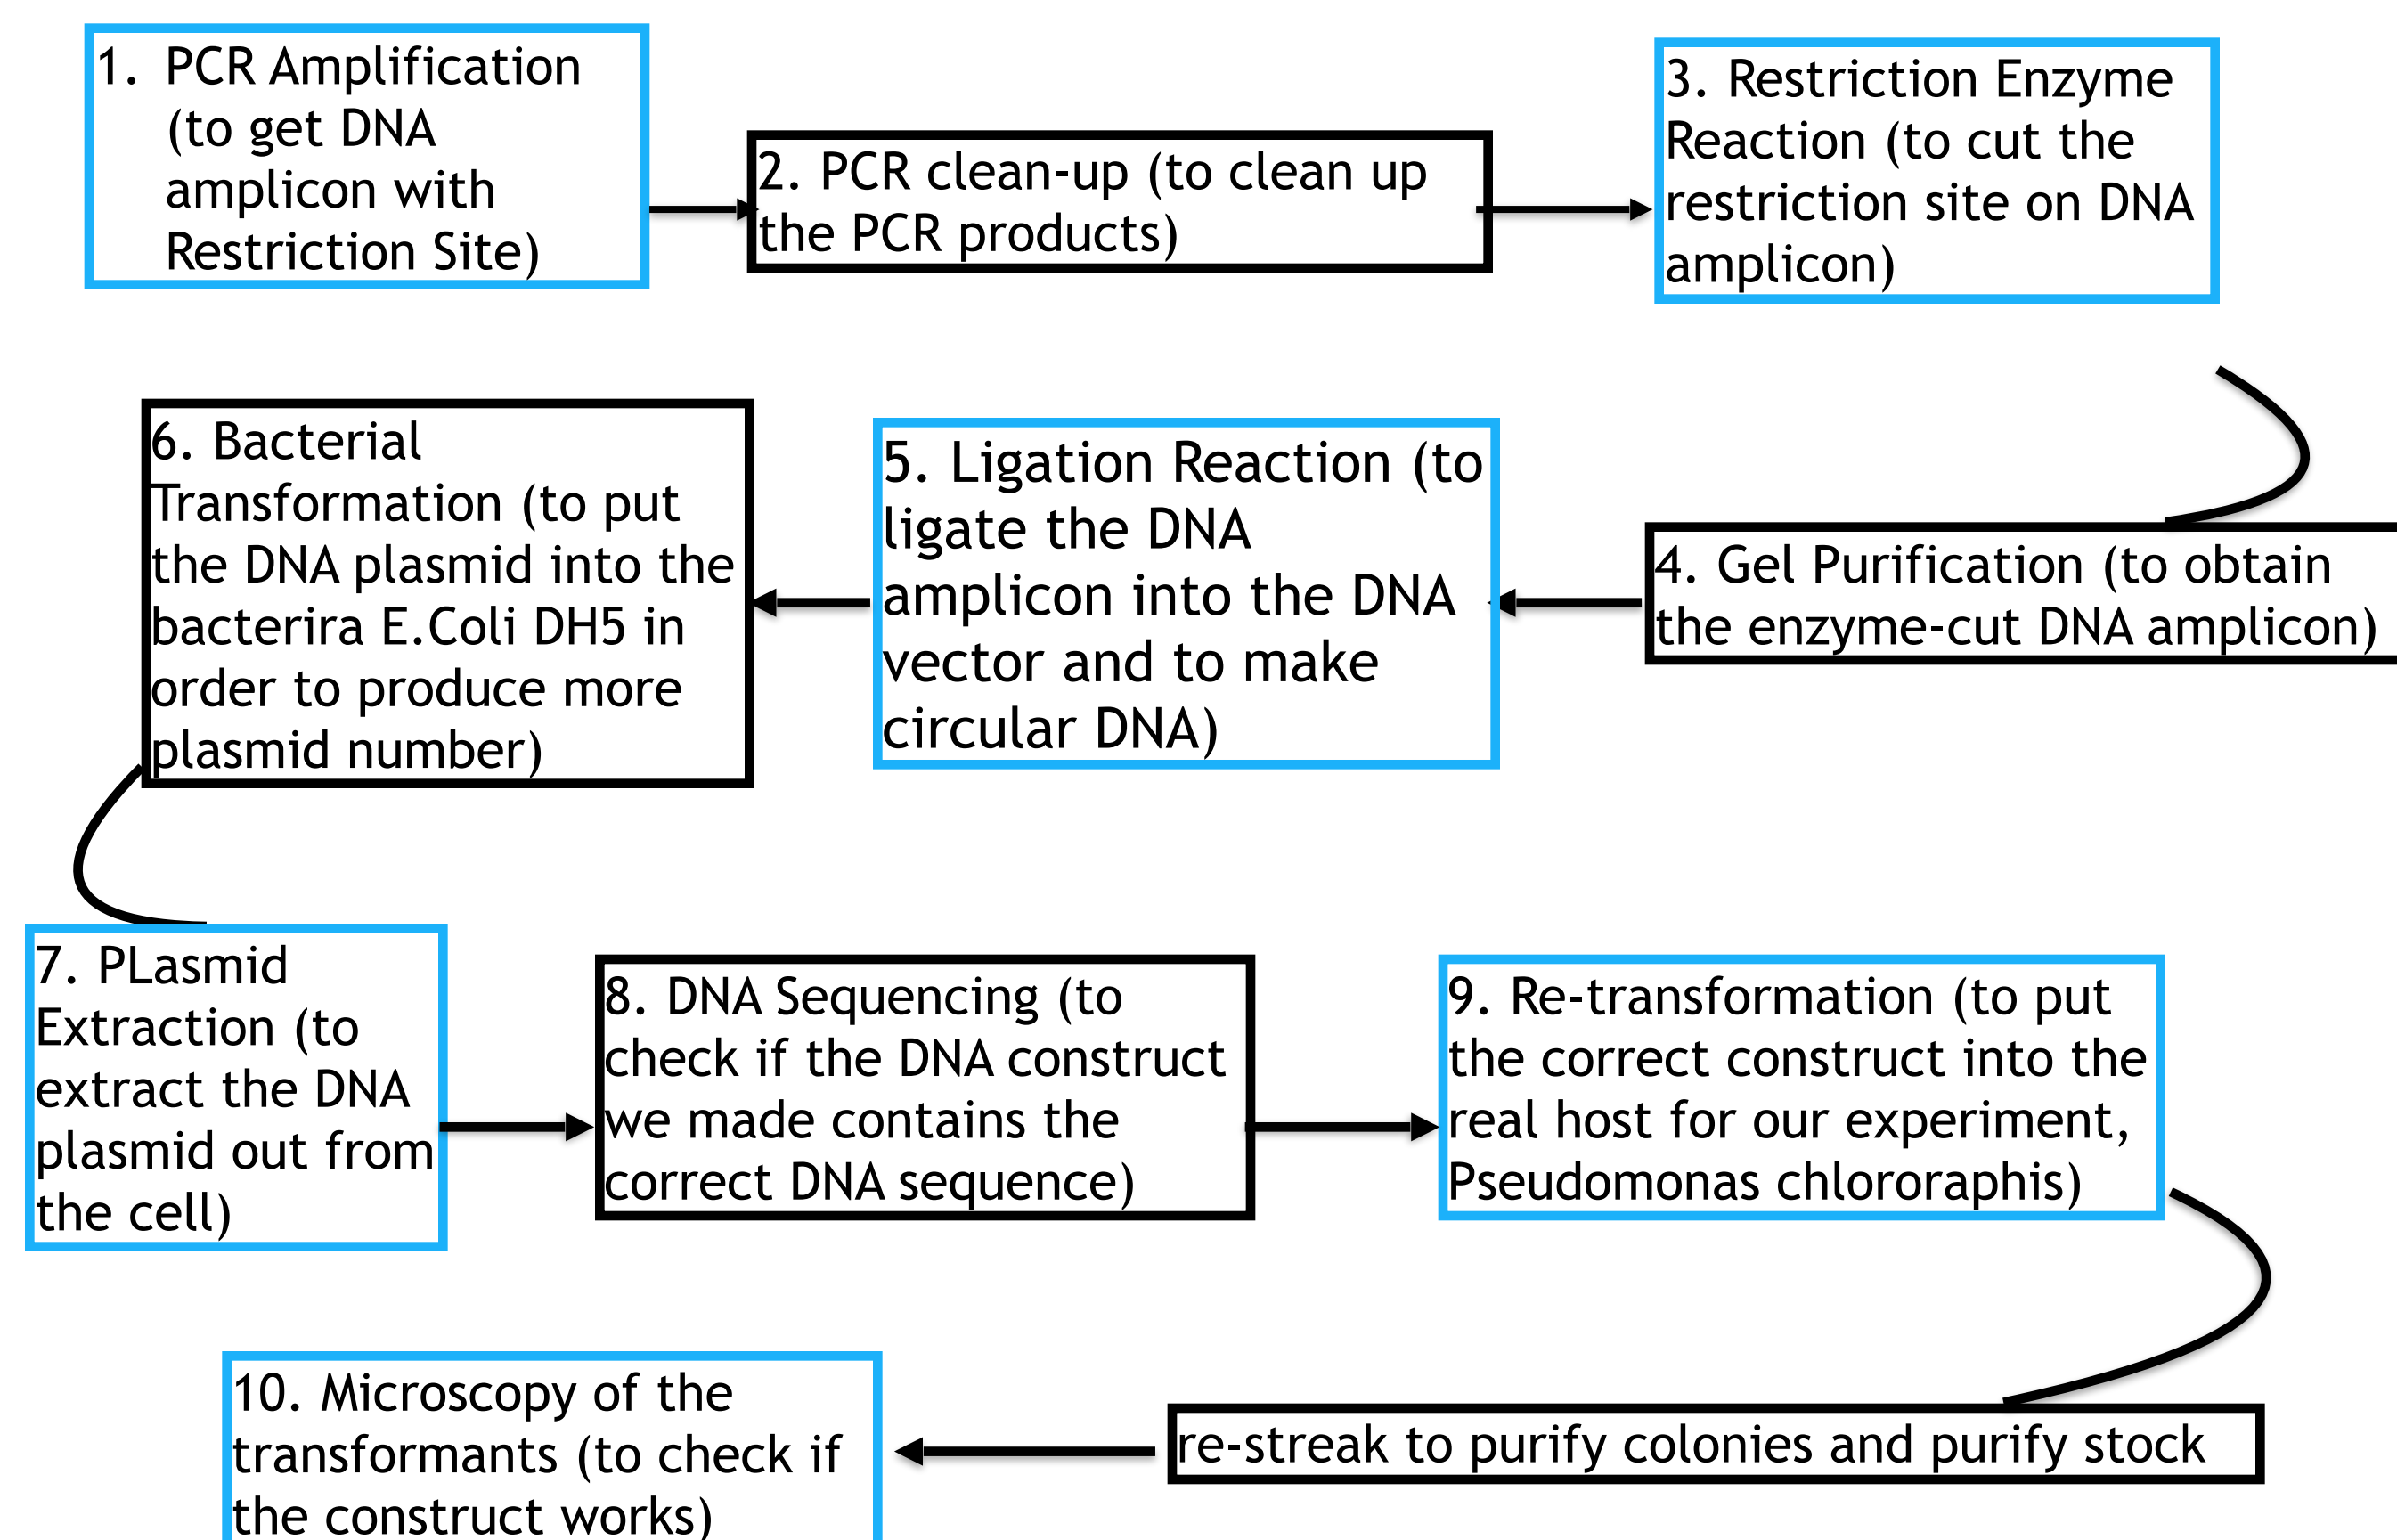 1. PCR Amplification
(to get DNA
amplicon with
Restriction Site)
2. PCR clean-up (to clean up
the PCR products)
3. Restriction Enzyme
Reaction (to cut the
restriction site on DNA
amplicon)
4. Gel Purification (to obtain
the enzyme-cut DNA amplicon)
5. Ligation Reaction (to
ligate the DNA
amplicon into the DNA
vector and to make
circular DNA)
6. Bacterial
Transformation (to put
the DNA plasmid into the
bacterira E.Coli DH5 in
order to produce more
plasmid number)
7. PLasmid
Extraction (to
extract the DNA
plasmid out from
the cell)
8. DNA Sequencing (to
check if the DNA construct
we made contains the
correct DNA sequence)
9. Re-transformation (to put
the correct construct into the
real host for our experiment,
Pseudomonas chlororaphis)
re-streak to purify colonies and purify stock
10. Microscopy of the
transformants (to check if
the construct works)